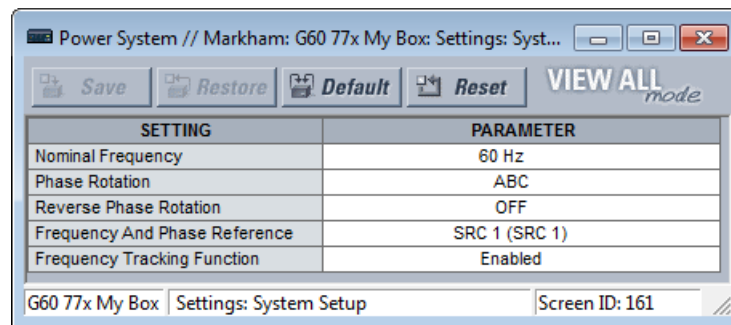 Power System // Markham: G60 77x My Box: Settings: Syst...
Save Restore Default Reset VIEW ALL mode
SETTING PARAMETER
Nominal Frequency 60 Hz
Phase Rotation ABC
Reverse Phase Rotation OFF
Frequency And Phase Reference SRC 1 (SRC 1)
Frequency Tracking Function Enabled
G60 77x My Box Settings: System Setup Screen ID: 161